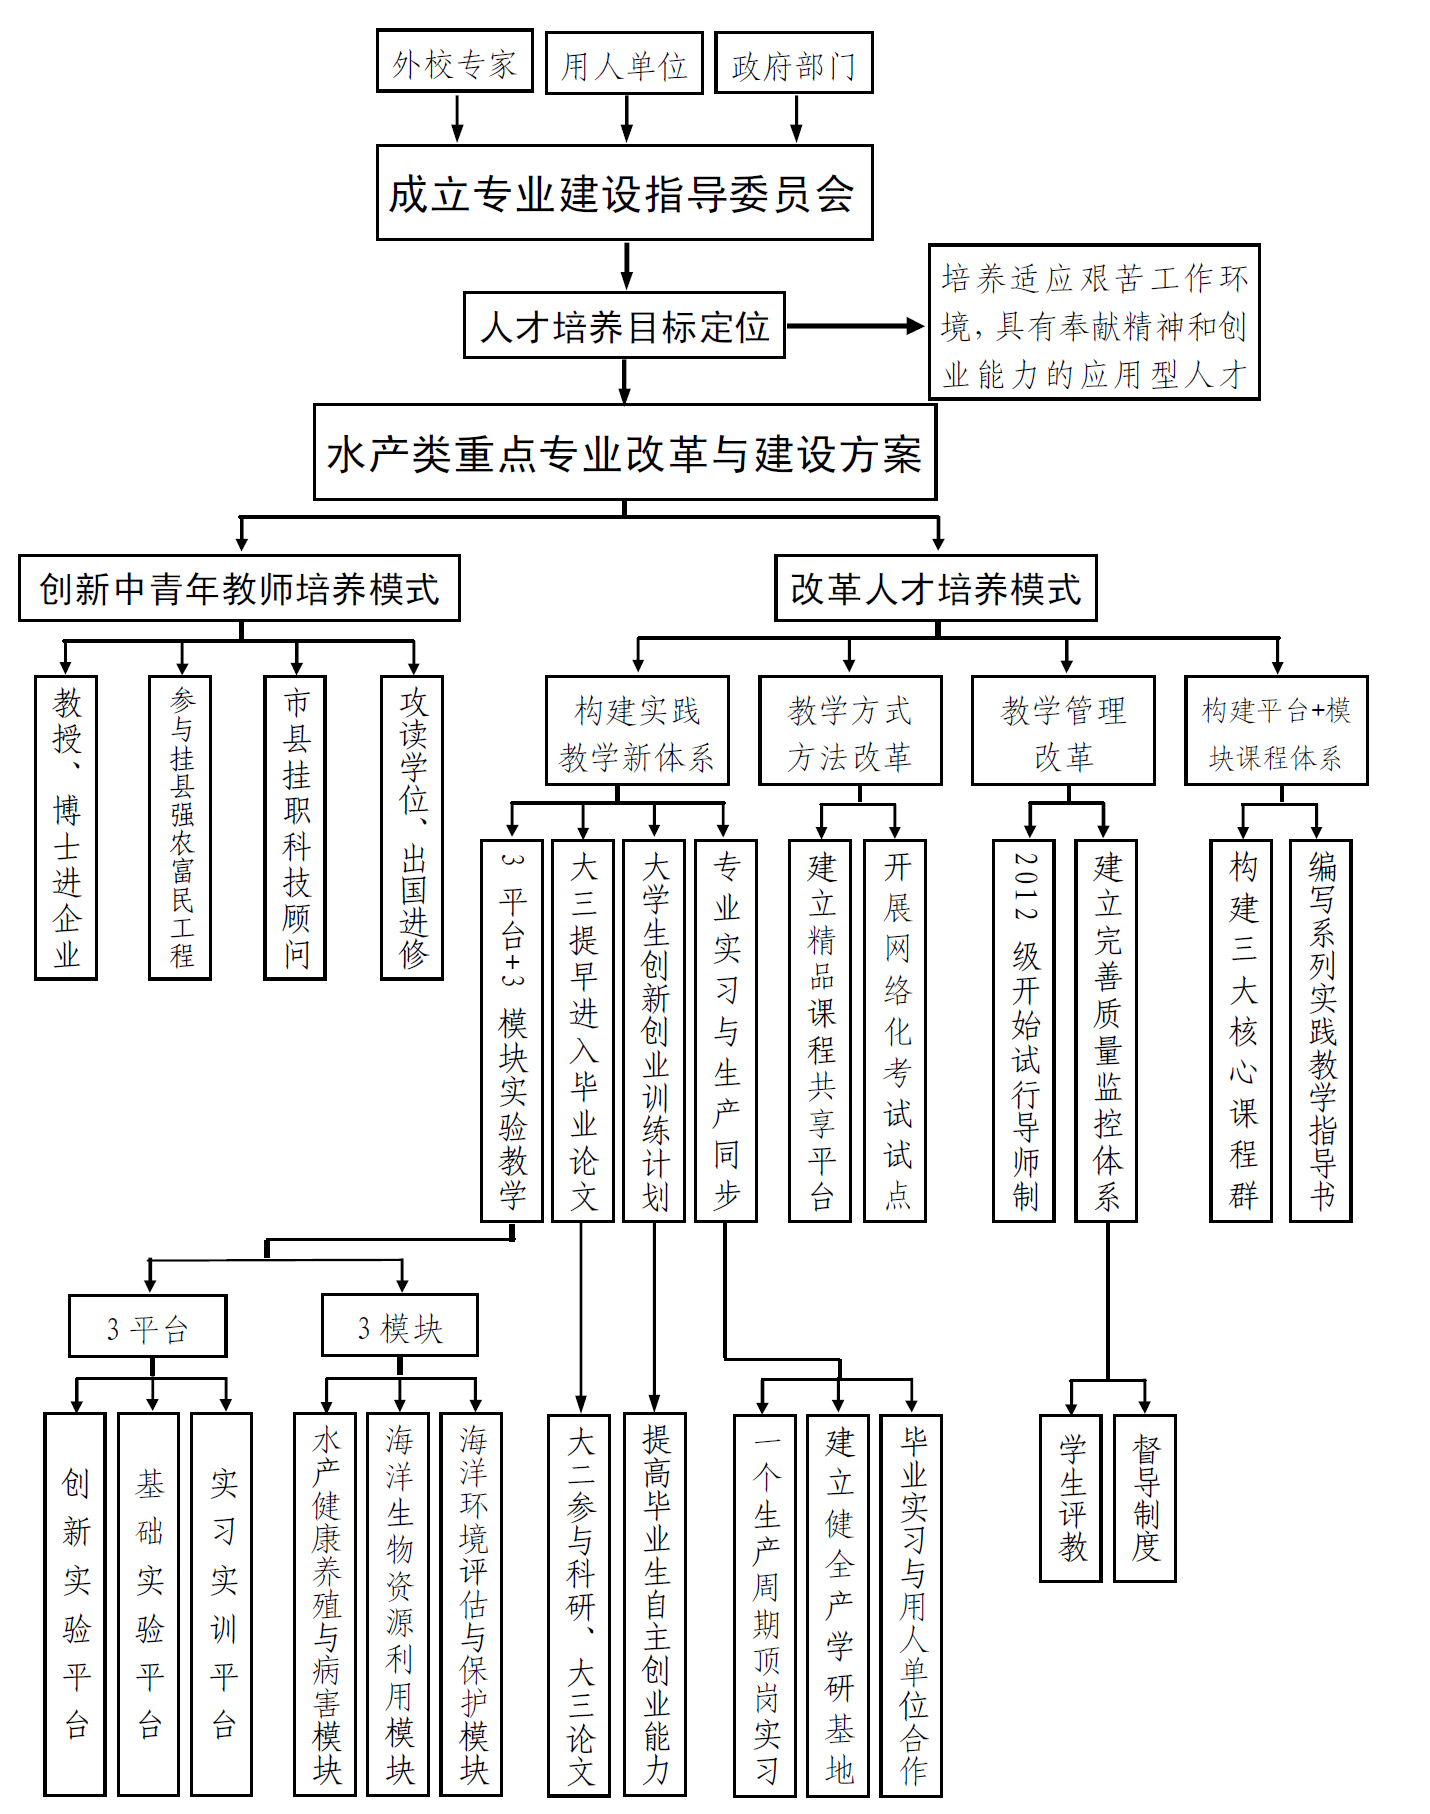 外校专家
用人单位
政府部门
成立专业建设指导委员会
人才培养目标定位
培养适应艰苦工作环
境，具有奉献精神和创
业能力的应用型人才
水产类重点专业改革与建设方案
创新中青年教师培养模式
改革人才培养模式
教授、博士进企业
参与挂县强农富民工程
市县挂职科技顾问
攻读学位、出国进修
构建实践
教学新体系
教学方式
方法改革
教学管理
改革
构建平台+模
块课程体系
3 平台+3 模块实验教学
大三提早进入毕业论文
大学生创新创业训练计划
专业实习与生产同步
建立精品课程共享平台
开展网络化考试试点
2012 级开始试行导师制
建立完善质量监控体系
构建三大核心课程群
编写系列实践教学指导书
3 平台
3 模块
创新实验平台
基础实验平台
实习实训平台
水产健康养殖与病害模块
海洋生物资源利用模块
海洋环境评估与保护模块
大二参与科研、大三论文
提高毕业生自主创业能力
一个生产周期顶岗实习
建立健全产学研基地
毕业实习与用人单位合作
学生评教
督导制度